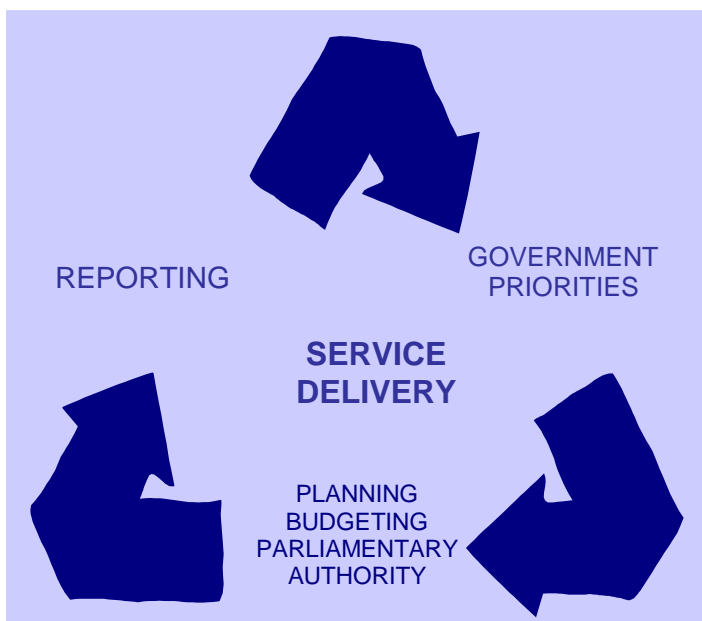 REPORTING
GOVERNMENT
PRIORITIES
SERVICE
DELIVERY
PLANNING
BUDGETING
PARLIAMENTARY
AUTHORITY